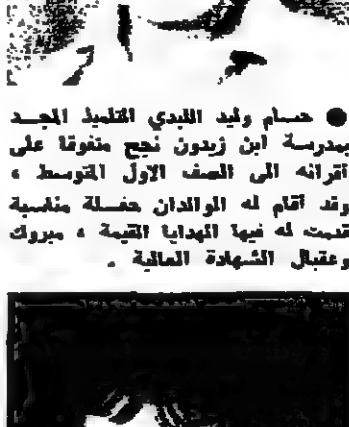 ● حسام وليد اللبدي التلميذ المجد
بمدرسة ابن زيدون نجح متفوقا على
اقرانه الى الصف الاول المتوسط ،
وقد أقام له الوالدان حفلة مناسبة
قدمت له فيها الهدايا القيمة ، مبروك
وعقبال الشهادة العالية .